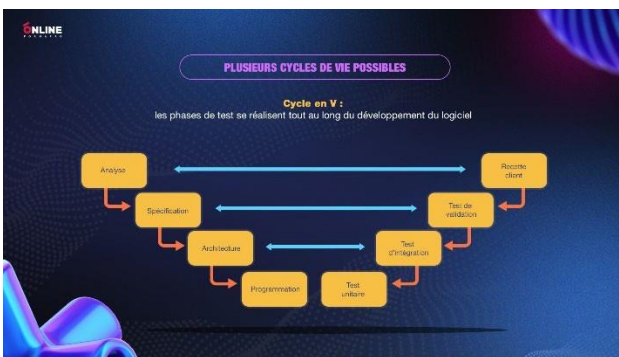 ONLINE
FORMAPRO
PLUSIEURS CYCLES DE VIE POSSIBLES
Cycle en V :
les phases de test se réalisent tout au long du développement du logiciel
Analyse
Recette
client
Spécification
Test de
validation
Architecture
Test
d'intégration
Programmation
Test
unitaire